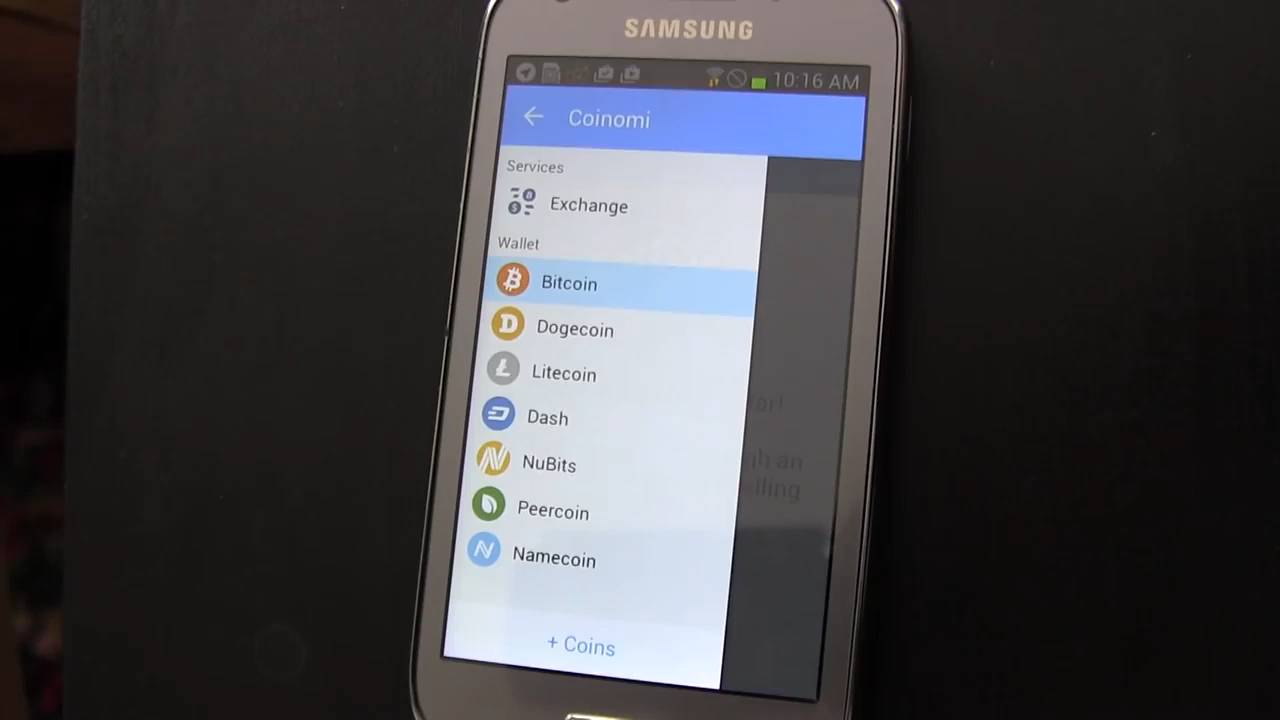 SAMSUNG
10:16 AM
Coinomi
Services
Exchange
Wallet
Bitcoin
Dogecoin
Litecoin
Dash
NuBits
Peercoin
Namecoin
+ Coins